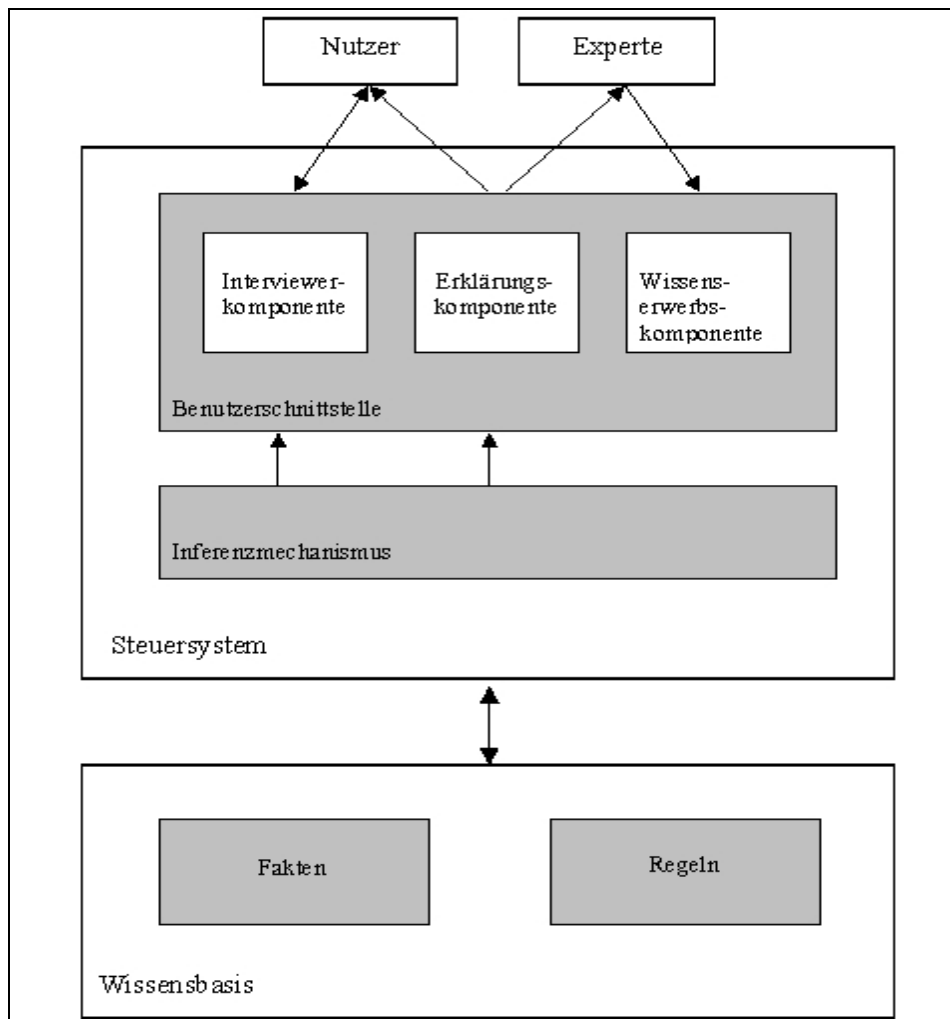 Nutzer
Experte
Interviewer-
komponente
Erklärungs-
komponente
Wissens-
erwerbs-
komponente
Benutzerschnittstelle
Inferenzmechanismus
Steuersystem
Fakten
Regeln
Wissensbasis